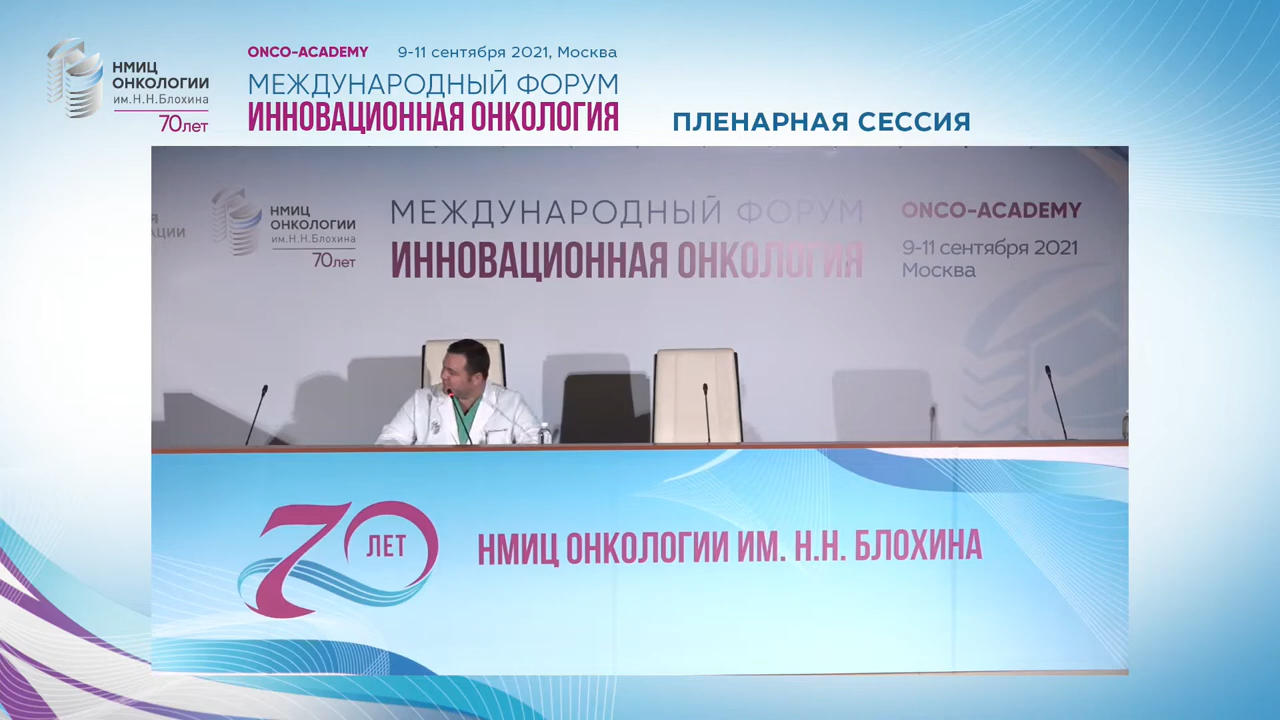 НМИЦ
ОНКОЛОГИИ
им.Н.Н.Блохина
70лет
ONCO-ACADEMY 9-11 сентября 2021, Москва
МЕЖДУНАРОДНЫЙ ФОРУМ
ИННОВАЦИОННАЯ ОНКОЛОГИЯ
ПЛЕНАРНАЯ СЕССИЯ
НМИЦ
ОНКОЛОГИИ
им.Н.Н.Блохина
70лет
МЕЖДУНАРОДНЫЙ ФОРУМ
ИННОВАЦИОННАЯ ОНКОЛОГИЯ
ONCO-ACADEMY
9-11 сентября 2021
Москва
70 ЛЕТ
НМИЦ ОНКОЛОГИИ ИМ. Н.Н. БЛОХИНА